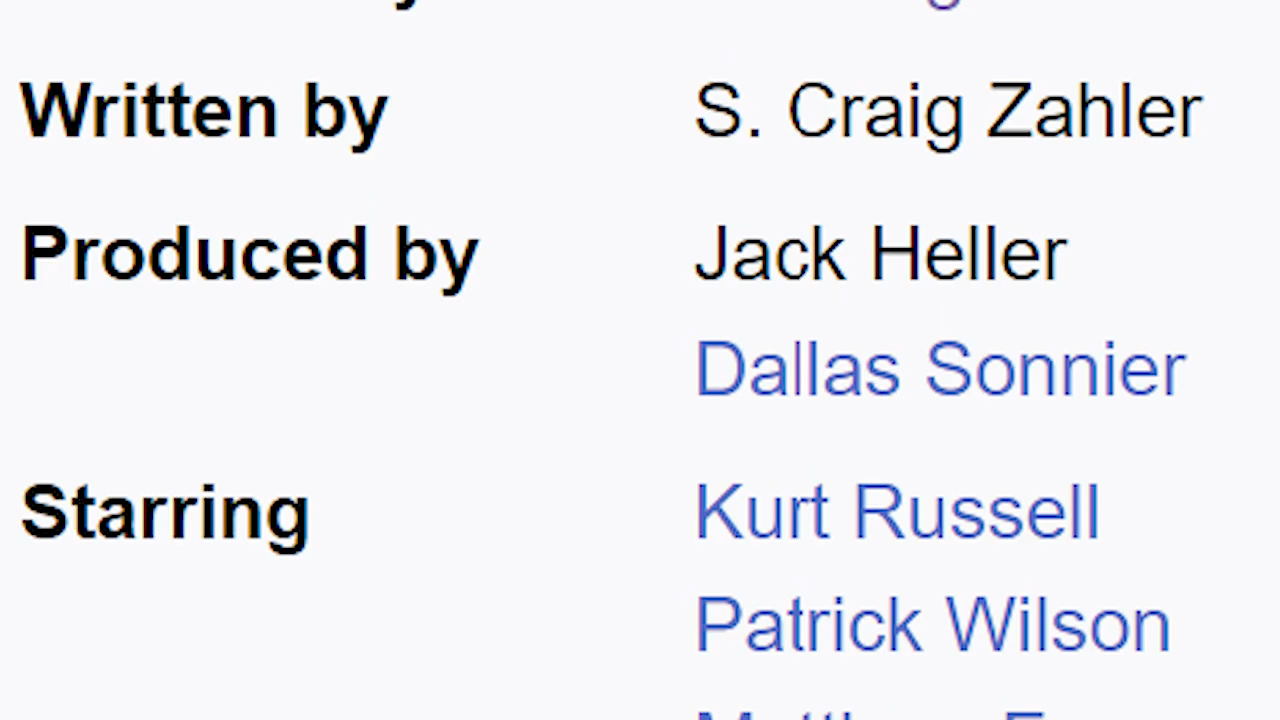 Written by S. Craig Zahler
Produced by Jack Heller
Dallas Sonnier
Starring Kurt Russell
Patrick Wilson